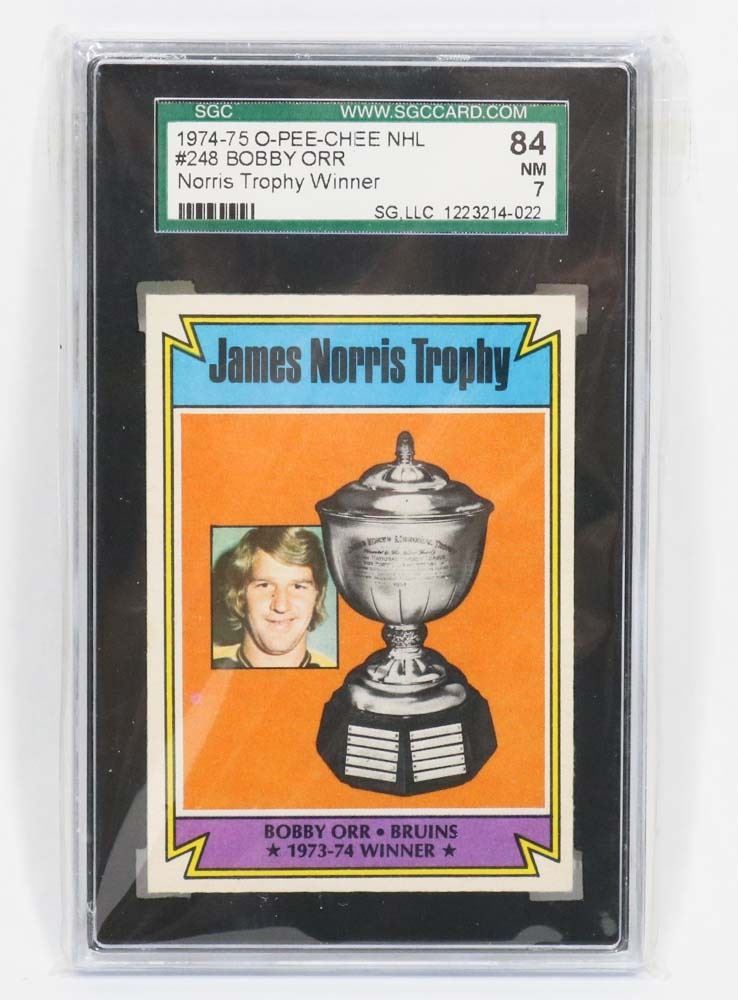 SGC WWW.SGCCARD.COM
1974-75 O-PEE-CHEE NHL 84
#248 BOBBY ORR NM
Norris Trophy Winner 7
SG,LLC 1223214-022
James Norris Trophy
BOBBY ORR • BRUINS
★ 1973-74 WINNER ★